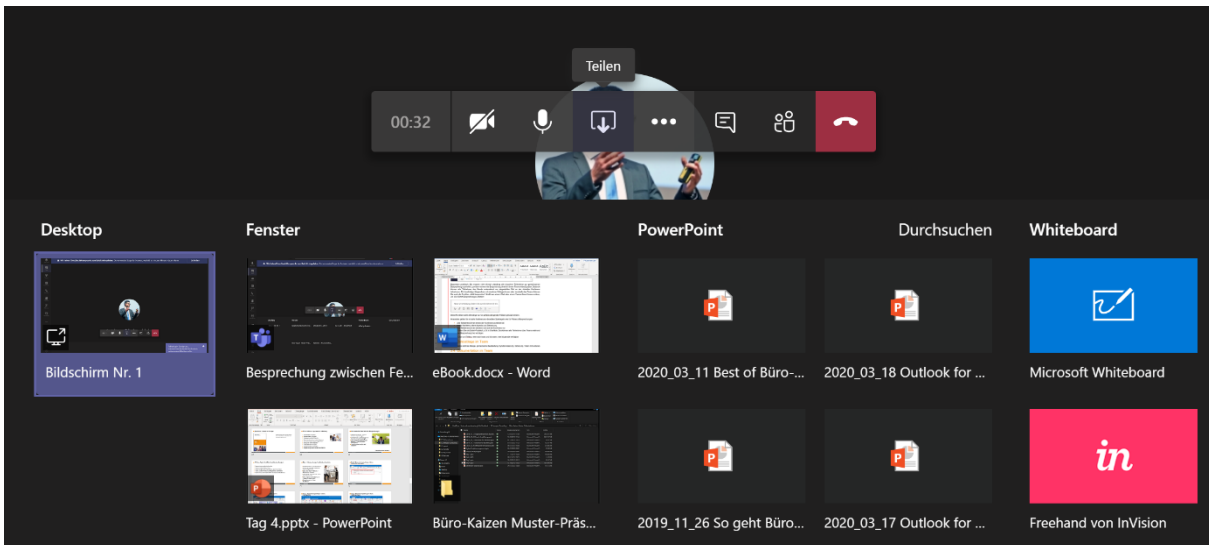 Teilen
00:32
Desktop
Fenster
PowerPoint
Durchsuchen
Whiteboard
Bildschirm Nr. 1
Besprechung zwischen Fe...
eBook.docx - Word
2020_03_11 Best of Büro-...
2020_03_18 Outlook for ...
Microsoft Whiteboard
in
Tag 4.pptx - PowerPoint
Büro-Kaizen Muster-Präs...
2019_11_26 So geht Büro...
2020_03_17 Outlook for ...
Freehand von InVision